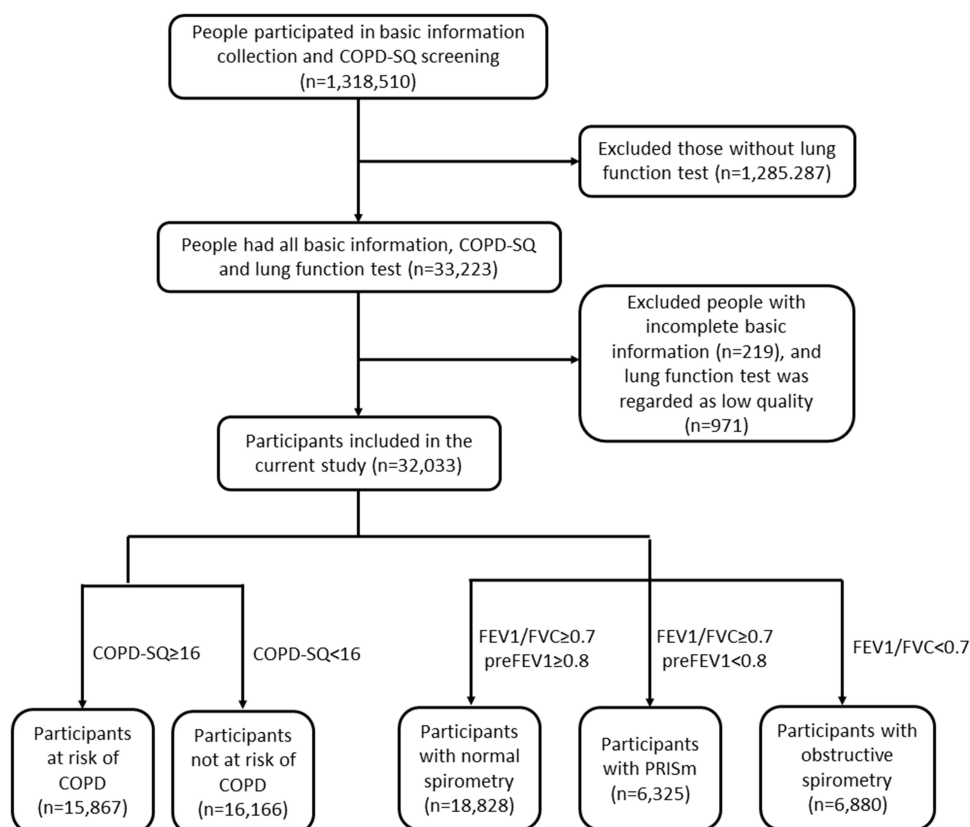 People participated in basic information
collection and COPD-SQ screening
(n=1,318,510)
Excluded those without lung
function test (n=1,285.287)
People had all basic information, COPD-SQ
and lung function test (n=33,223)
Excluded people with
incomplete basic
information (n=219), and
lung function test was
regarded as low quality
(n=971)
Participants included in the
current study (n=32,033)
COPD-SQ≥16
COPD-SQ<16
FEV1/FVC≥0.7
preFEV1≥0.8
FEV1/FVC≥0.7
preFEV1<0.8
FEV1/FVC<0.7
Participants
at risk of
COPD
(n=15,867)
Participants
not at risk of
COPD
(n=16,166)
Participants
with normal
spirometry
(n=18,828)
Participants
with PRISm
(n=6,325)
Participants with
obstructive
spirometry
(n=6,880)